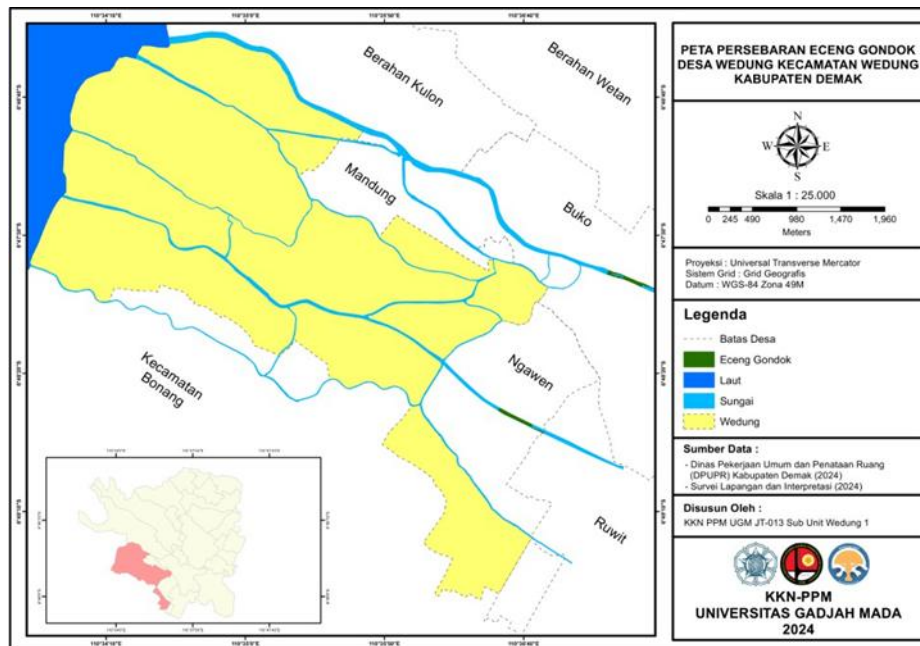 PETA PERSEBARAN ECENG GONDOK
DESA WEDUNG KECAMATAN WEDUNG
KABUPATEN DEMAK
N
W E
S
Skala 1 : 25.000
0 245 490 980 1,470 1,960
Meters
Proyeksi : Universal Transverse Mercator
Sistem Grid : Grid Geografis
Datum : WGS-84 Zona 49M
Legenda
Batas Desa
Eceng Gondok
Laut
Sungai
Wedung
Sumber Data :
- Dinas Pekerjaan Umum dan Penataan Ruang
(DPUPR) Kabupaten Demak (2024)
- Survei Lapangan dan Interpretasi (2024)
Disusun Oleh :
KKN PPM UGM JT-013 Sub Unit Wedung 1
KKN-PPM
UNIVERSITAS GADJAH MADA
2024
Berahan Kulon
Berahan Wetan
Mandung
Buko
Ngawen
Kecamatan
Bonang
Ruwit